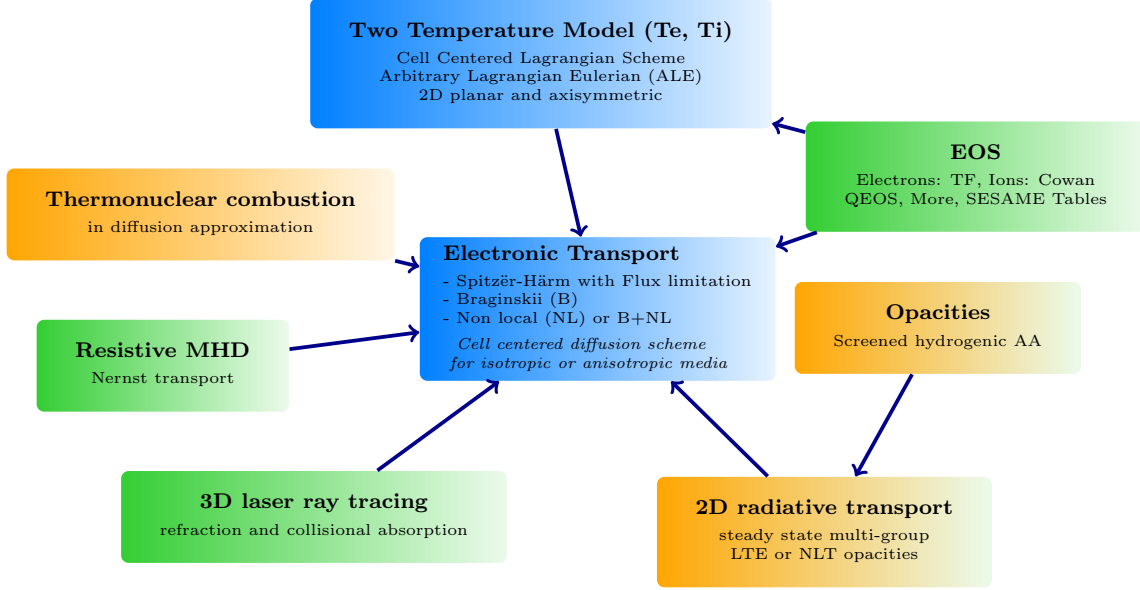 Two Temperature Model (Te, Ti)
Cell Centered Lagrangian Scheme
Arbitrary Lagrangian Eulerian (ALE)
2D planar and axisymmetric
EOS
Electrons: TF, Ions: Cowan
QEOS, More, SESAME Tables
Thermonuclear combustion
in diffusion approximation
Electronic Transport
- Spitzër-Härm with Flux limitation
- Braginskii (B)
- Non local (NL) or B+NL
Cell centered diffusion scheme
for isotropic or anisotropic media
Opacities
Screened hydrogenic AA
Resistive MHD
Nernst transport
3D laser ray tracing
refraction and collisional absorption
2D radiative transport
steady state multi-group
LTE or NLT opacities